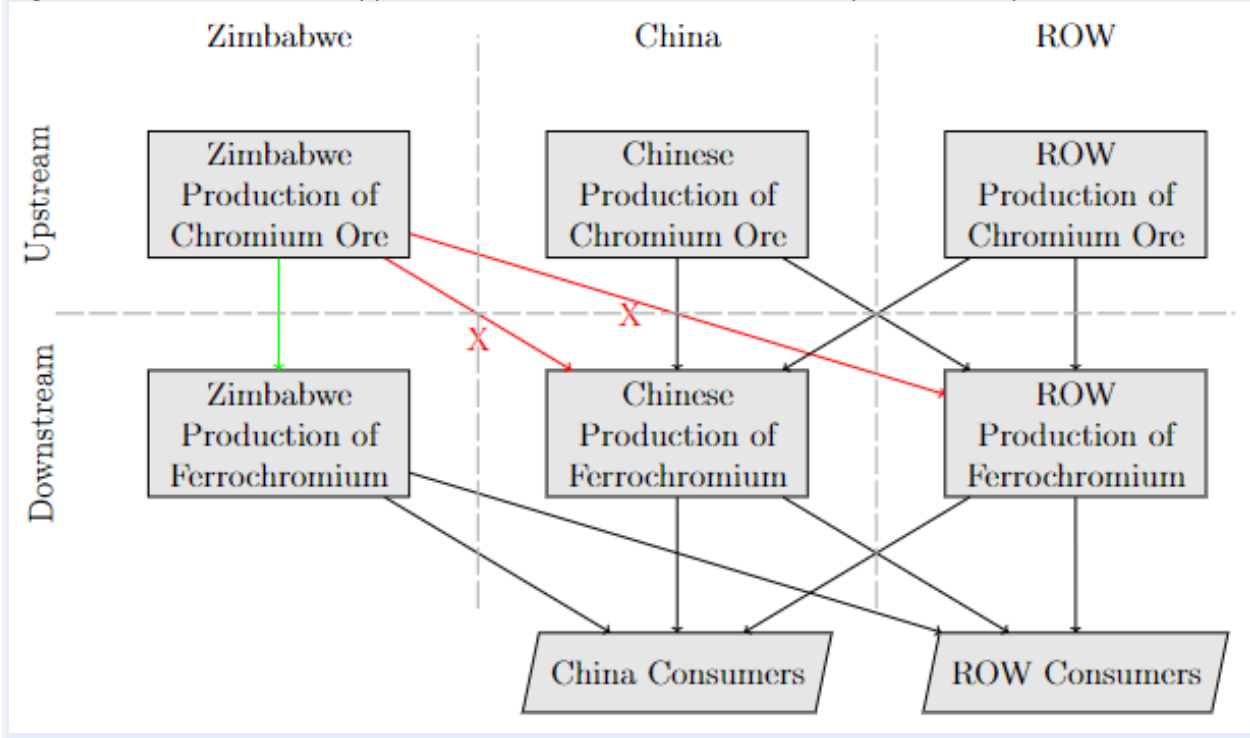 Zimbabwe
China
ROW
Upstream
Zimbabwe
Production of
Chromium Ore
Chinese
Production of
Chromium Ore
ROW
Production of
Chromium Ore
X
X
Downstream
Zimbabwe
Production of
Ferrochromium
Chinese
Production of
Ferrochromium
ROW
Production of
Ferrochromium
China Consumers
ROW Consumers